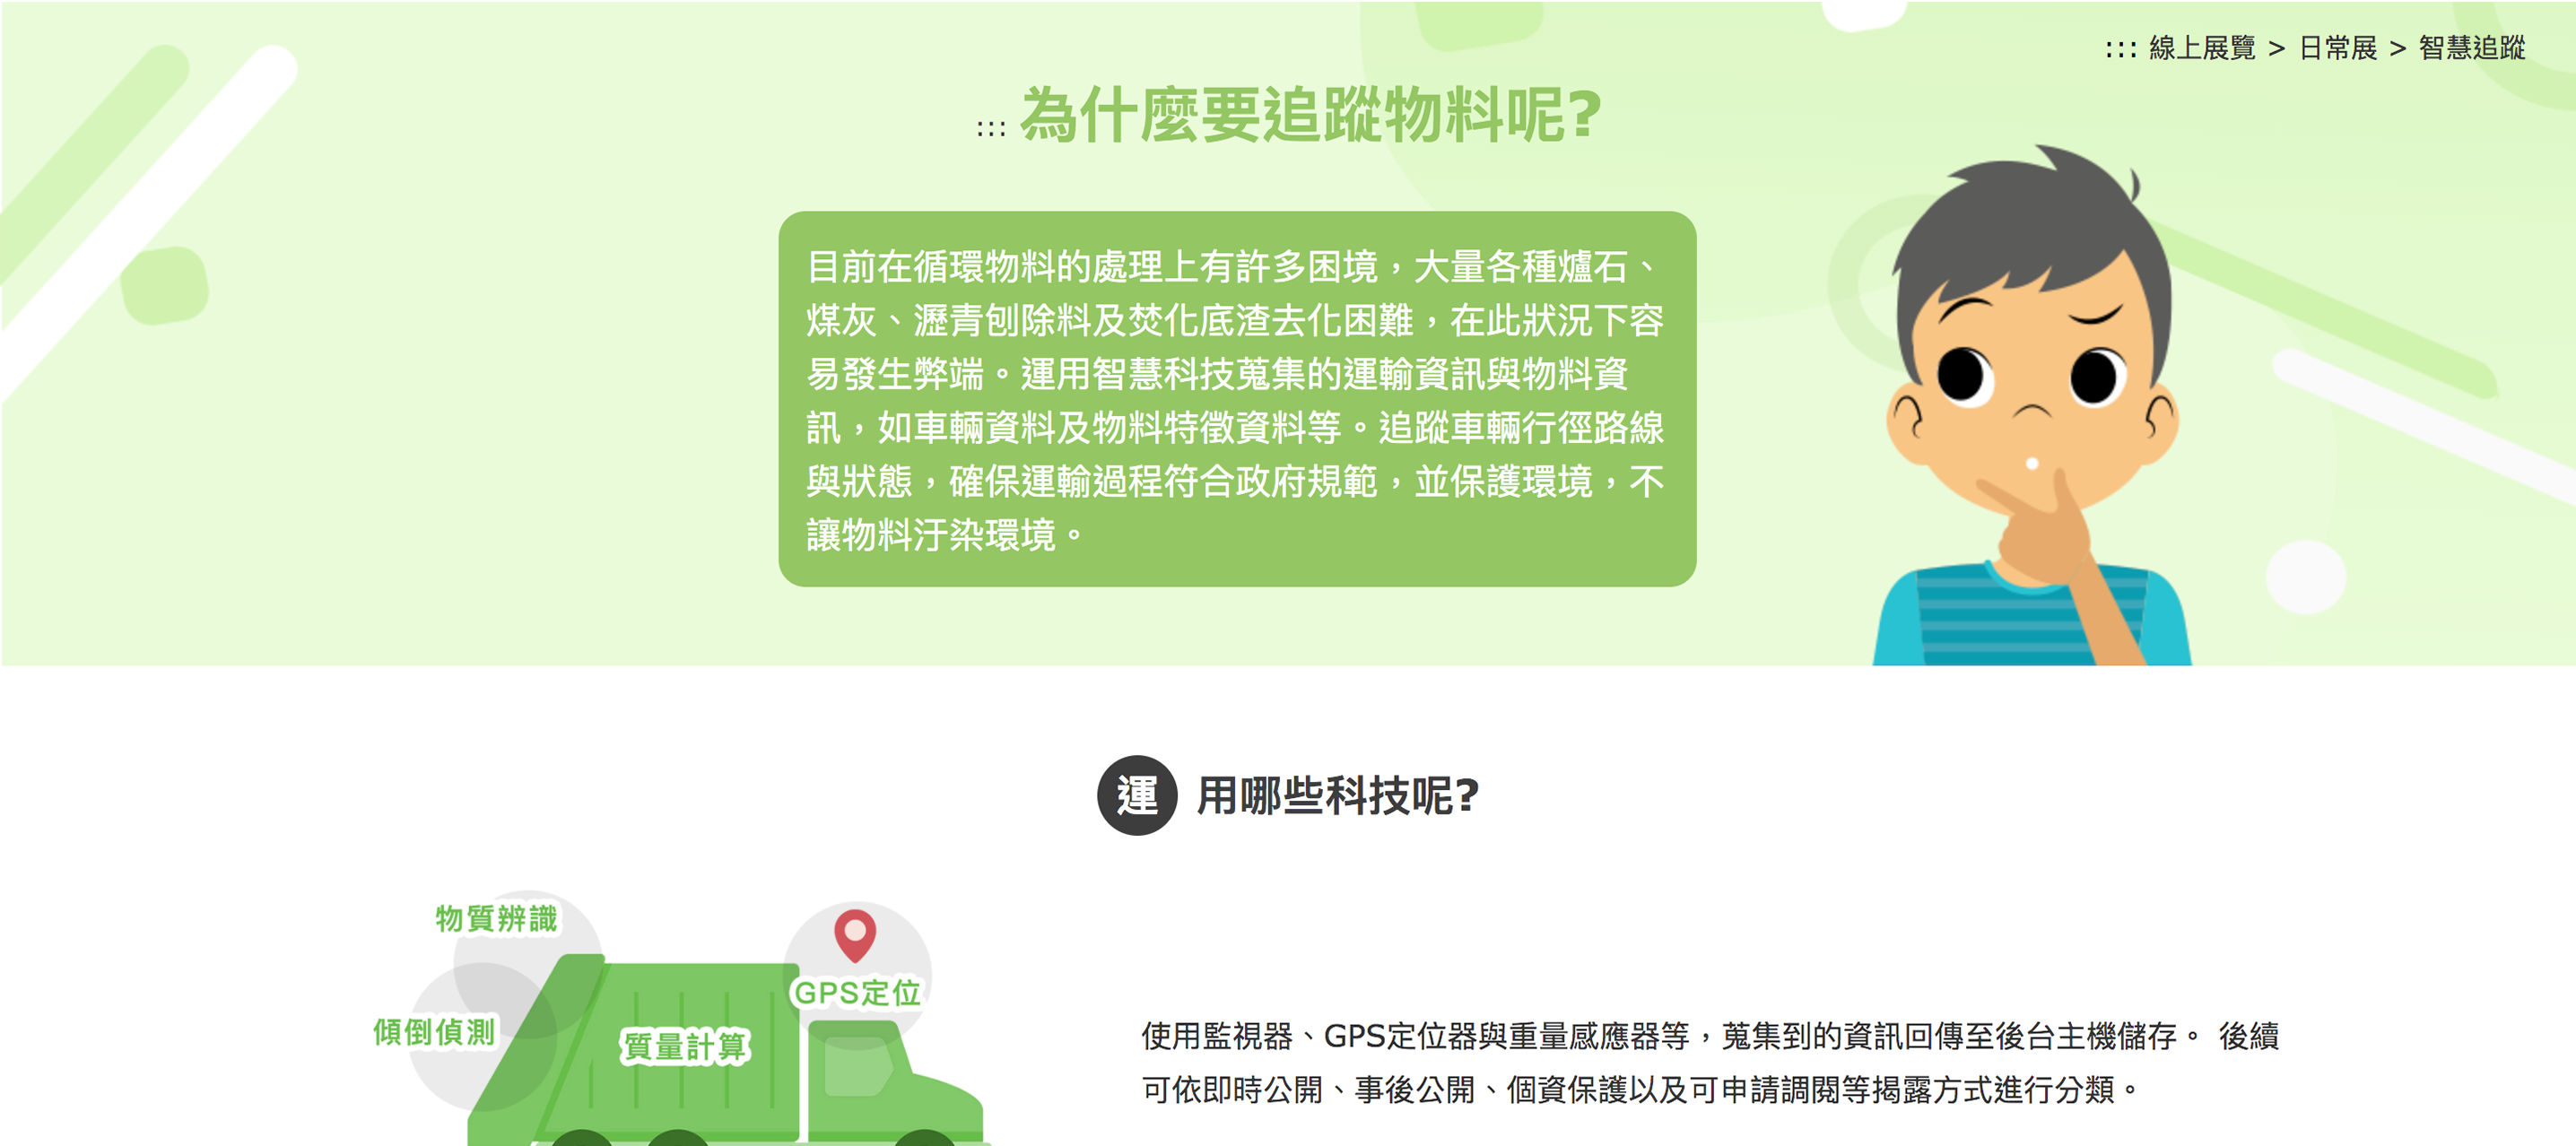 ::: 線上展覽 > 日常展 > 智慧追蹤
::: 為什麼要追蹤物料呢?
目前在循環物料的處理上有許多困境，大量各種爐石、
煤灰、瀝青刨除料及焚化底渣去化困難，在此狀況下容
易發生弊端。運用智慧科技蒐集的運輸資訊與物料資
訊，如車輛資料及物料特徵資料等。追蹤車輛行徑路線
與狀態，確保運輸過程符合政府規範，並保護環境，不
讓物料汙染環境。
運用哪些科技呢?
物質辨識
GPS定位
傾倒偵測
質量計算
使用監視器、GPS定位器與重量感應器等，蒐集到的資訊回傳至後台主機儲存。 後續
可依即時公開、事後公開、個資保護以及可申請調閱等揭露方式進行分類。